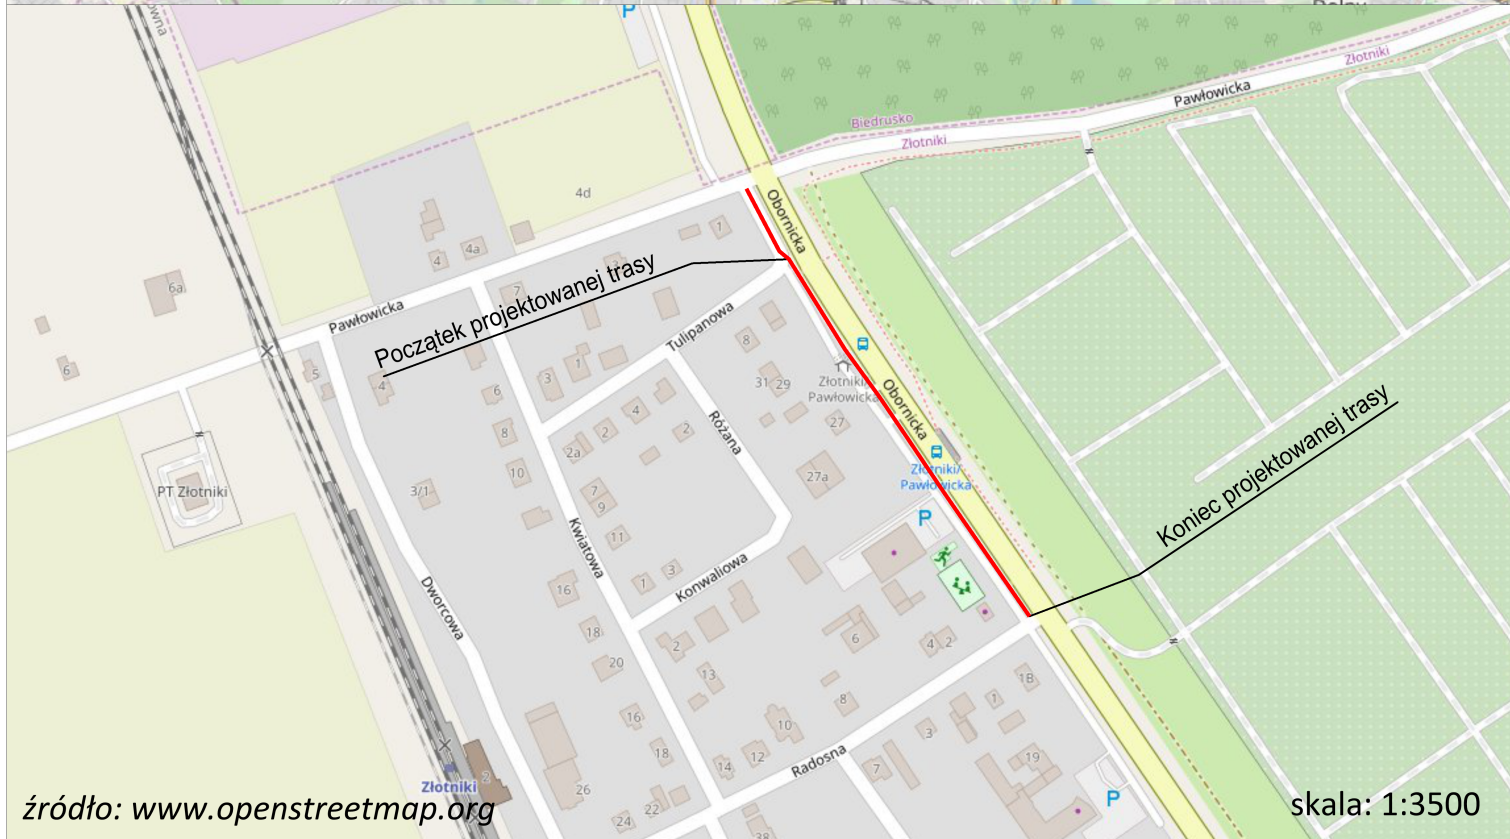 P
Złotniki
Pawłowicka
Biedrusko
Złotniki
4d
Obornicka
1
4a
4
6a
7
Początek projektowanej trasy
Pawłowicka
Tulipanowa
8
6
5
4
1
3
6
Złotniki/
Pawłowicka
31
29
Obornicka
4
2
2
Różana
27
8
2a
Koniec projektowanej trasy
10
Złotniki/
Pawłowicka
27a
PT Złotniki
3/1
7
9
P
11
Kwiatowa
Konwaliowa
3
1
Dworcowa
16
18
6
4
2
2
20
13
1B
8
1
16
10
3
18
12
14
Radosna
7
19
2
Złotniki
26
22
24
38
P
źródło: www.openstreetmap.org
skala: 1:3500